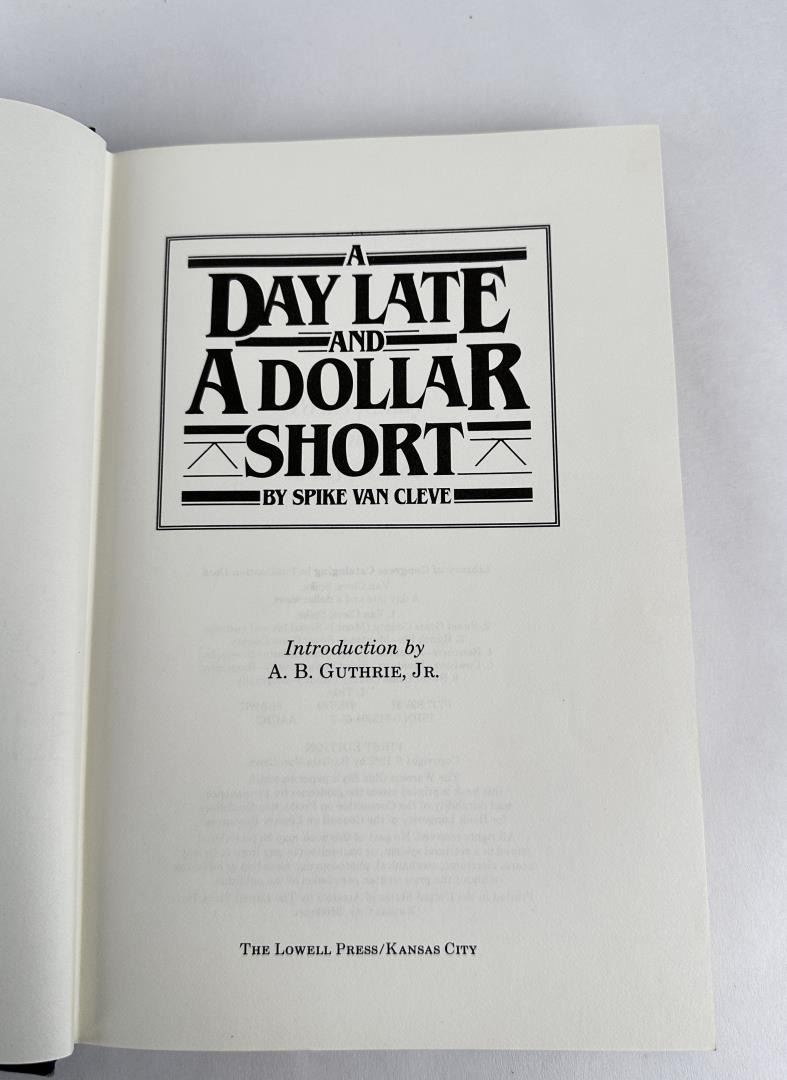 A
DAY LATE
AND
A DOLLAR
SHORT
BY SPIKE VAN CLEVE
Introduction by
A. B. GUTHRIE, JR.
THE LOWELL PRESS/KANSAS CITY